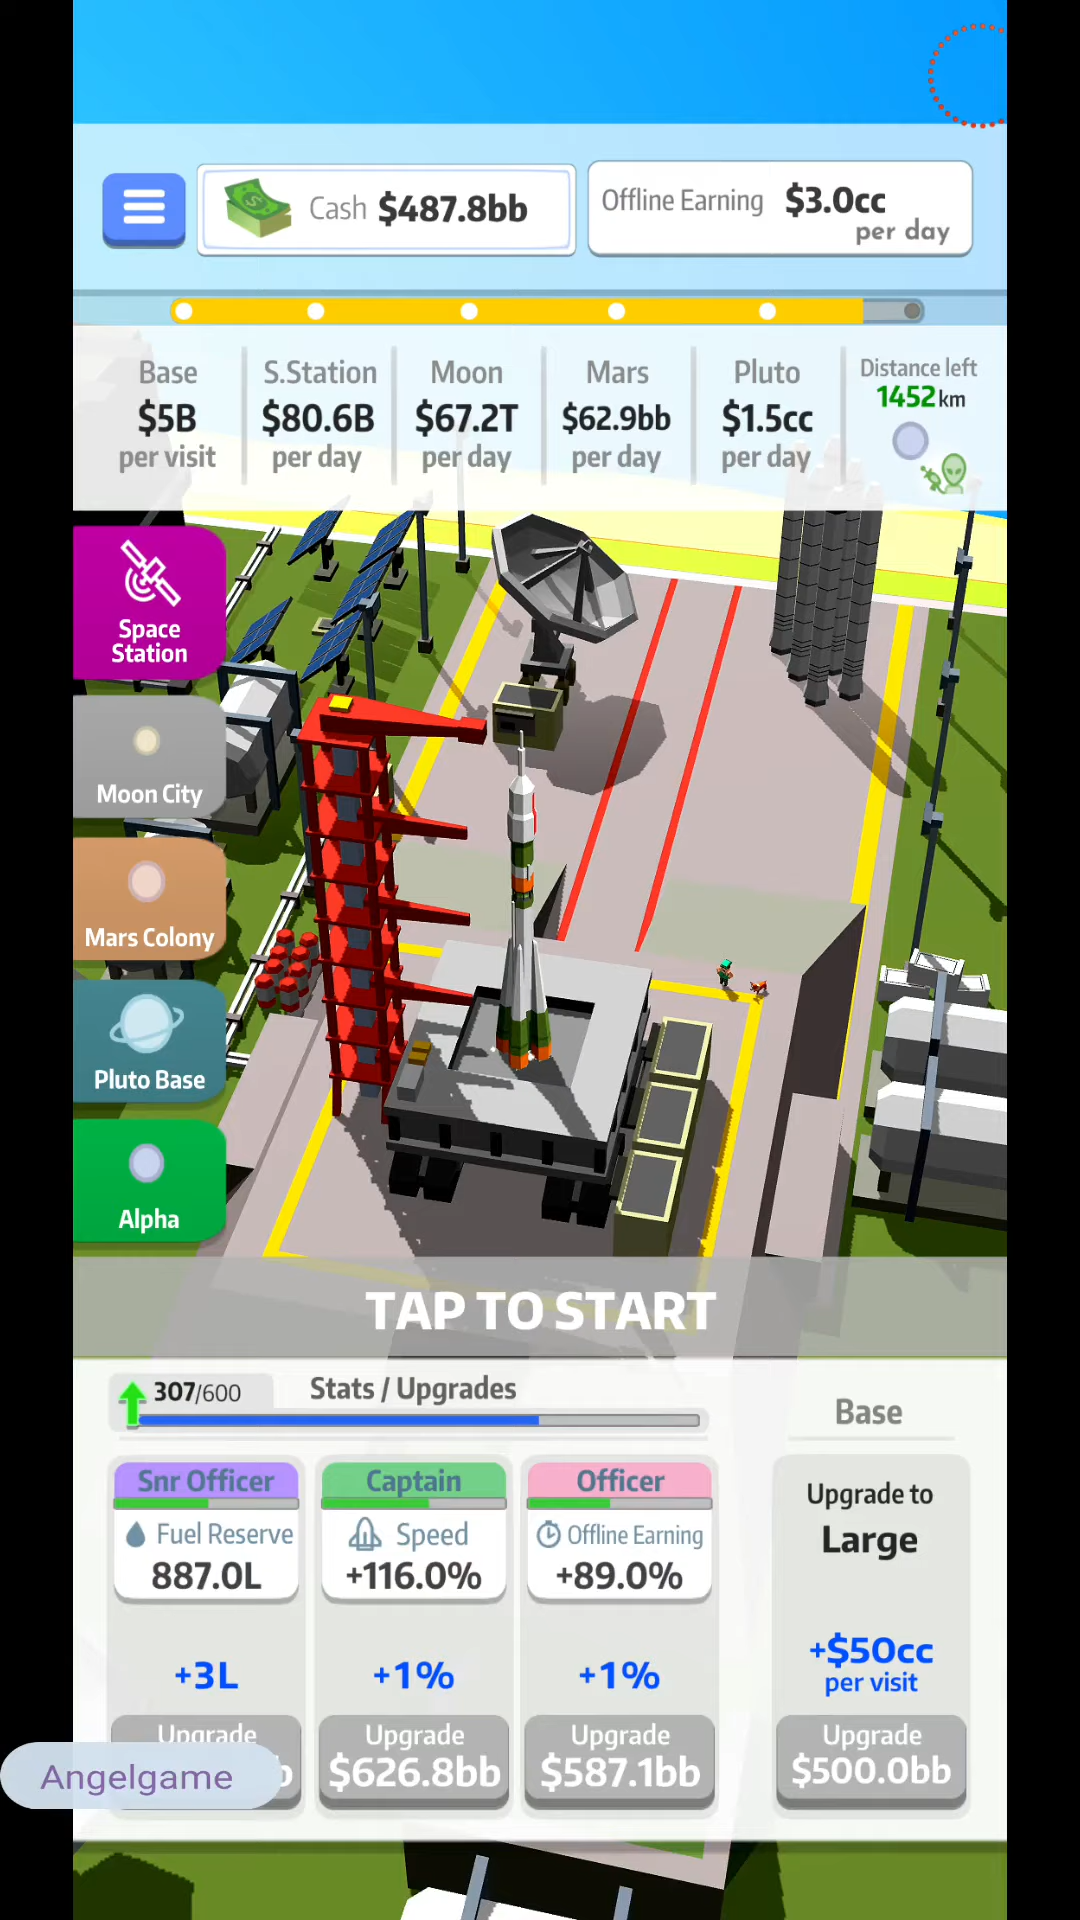 Cash $487.8bb
Offline Earning $3.0cc
per day
Base
$5B
per visit
S.Station
$80.6B
per day
Moon
$67.2T
per day
Mars
$62.9bb
per day
Pluto
$1.5cc
per day
Distance left
1452 km
Space
Station
Moon City
Mars Colony
Pluto Base
Alpha
TAP TO START
307/600
Stats / Upgrades
Base
Snr Officer
Fuel Reserve
887.0L
+3L
Upgrade
Captain
Speed
+116.0%
+1%
Upgrade
$626.8bb
Officer
Offline Earning
+89.0%
+1%
Upgrade
$587.1bb
Upgrade to
Large
+$50cc
per visit
Upgrade
$500.0bb
Angelgame